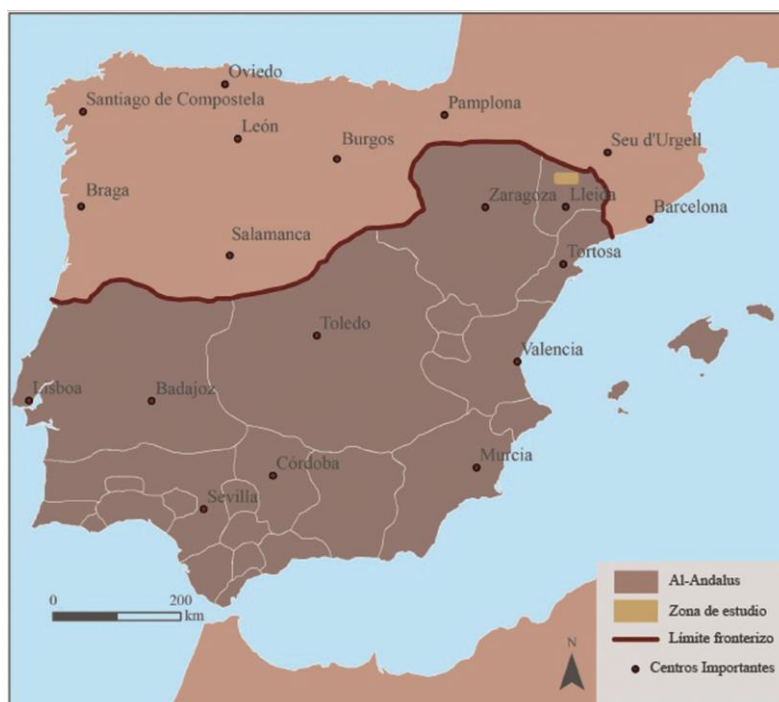 Oviedo
Santiago de Compostela
Pamplona
León
Burgos
Seu d'Urgell
Braga
Zaragoza
Lleida
Barcelona
Salamanca
Tortosa
Toledo
Valencia
Lisboa
Badajoz
Córdoba
Murcia
Sevilla
0 200
km
N
Al-Andalus
Zona de estudio
Límite fronterizo
Centros Importantes